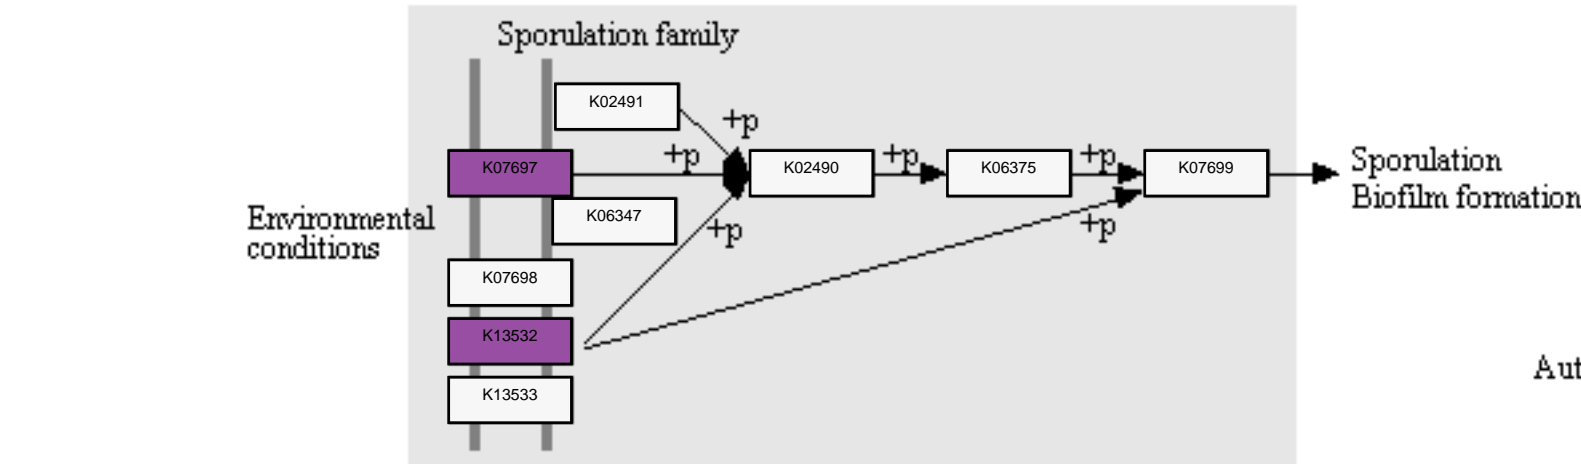 Sporulation family
K02491
+p
K07697
+p
K02490
+p
K06375
+p
K07699
Sporulation
Biofilm formation
K06347
+p
+p
Environmental
conditions
K07698
K13532
K13533
Aut